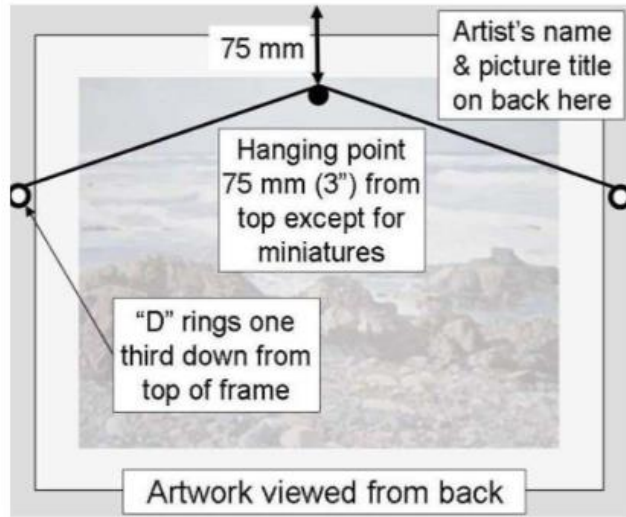 75 mm
Artist’s name
& picture title
on back here
Hanging point
75 mm (3”) from
top except for
miniatures
“D” rings one
third down from
top of frame
Artwork viewed from back